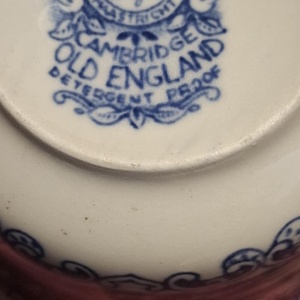 MAASTRICHT
CAMBRIDGE
OLD ENGLAND
DETERGENT PROOF